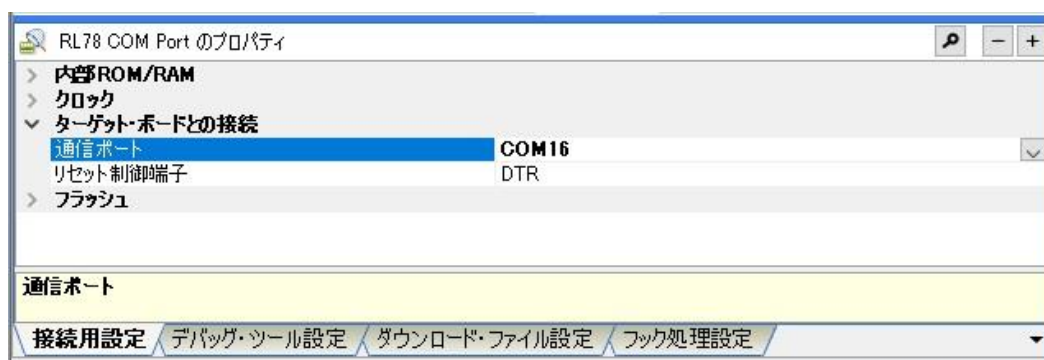 RL78 COM Port のプロパティ
内部ROM/RAM
クロック
ターゲット・ボードとの接続
通信ポート COM16
リセット制御端子 DTR
フラッシュ
通信ポート
接続用設定 デバッグ・ツール設定 ダウンロード・ファイル設定 フック処理設定